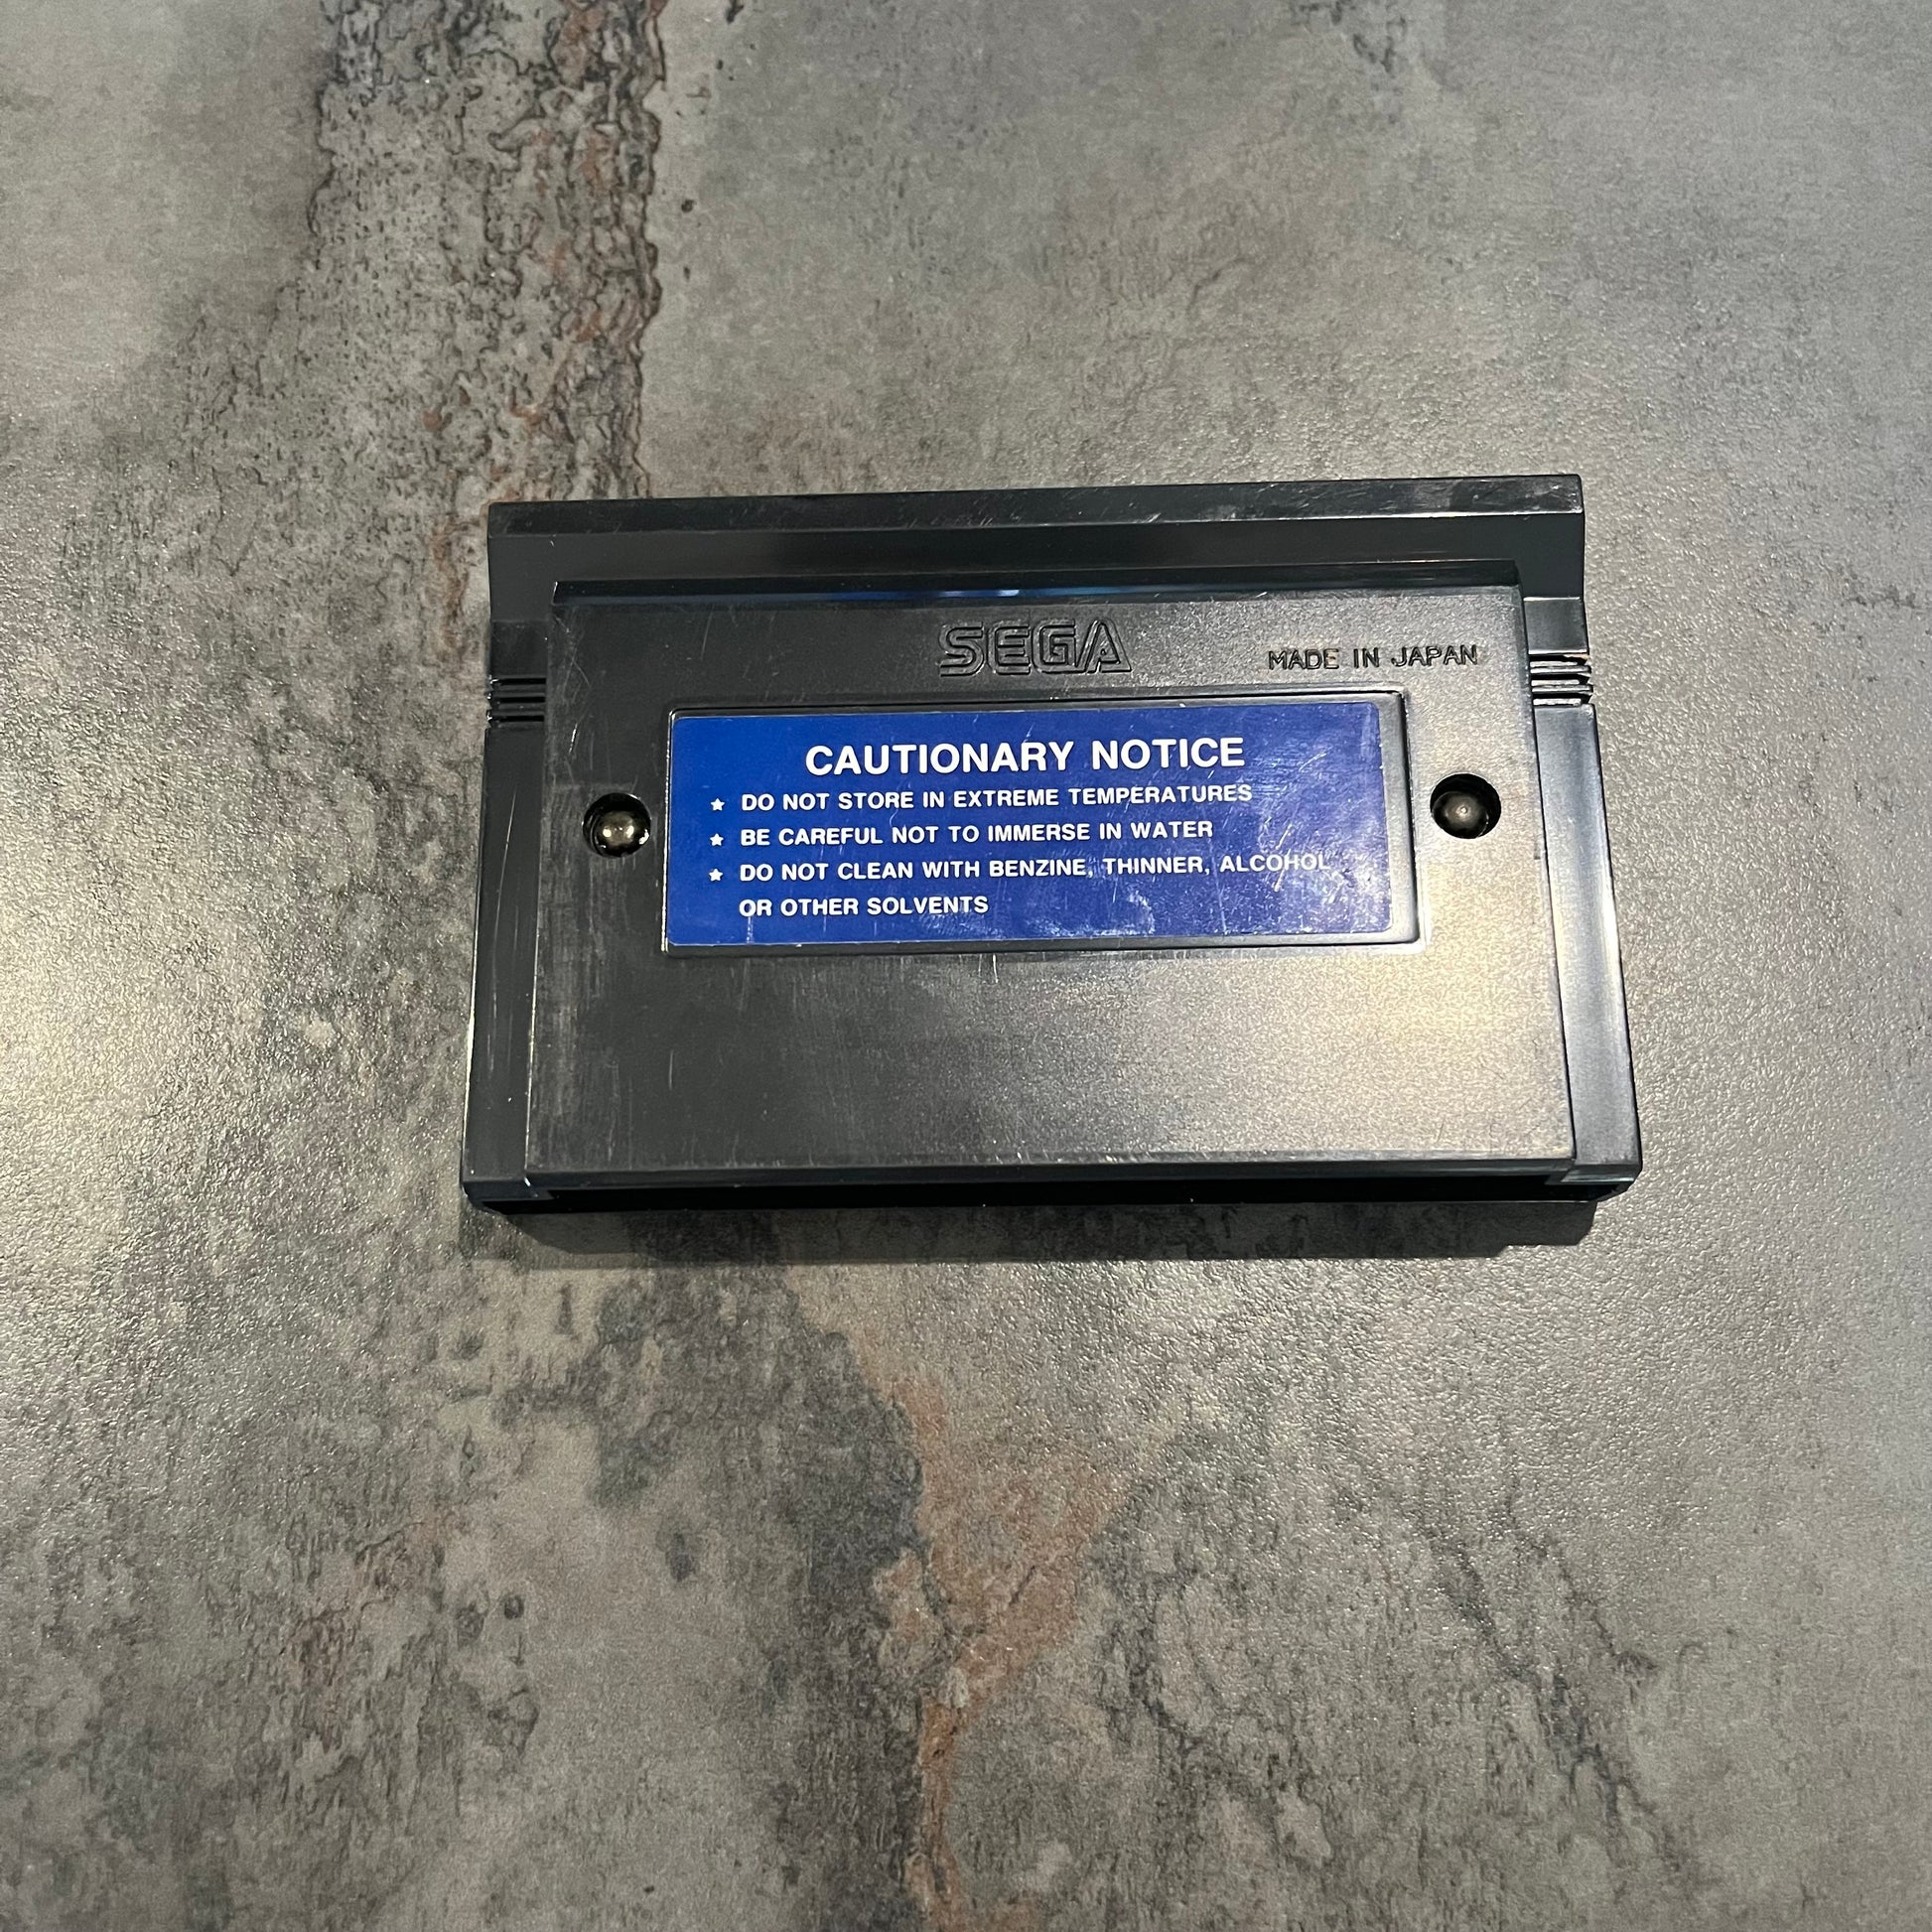 SEGA
MADE IN JAPAN
CAUTIONARY NOTICE
★ DO NOT STORE IN EXTREME TEMPERATURES
★ BE CAREFUL NOT TO IMMERSE IN WATER
★ DO NOT CLEAN WITH BENZINE, THINNER, ALCOHOL
OR OTHER SOLVENTS